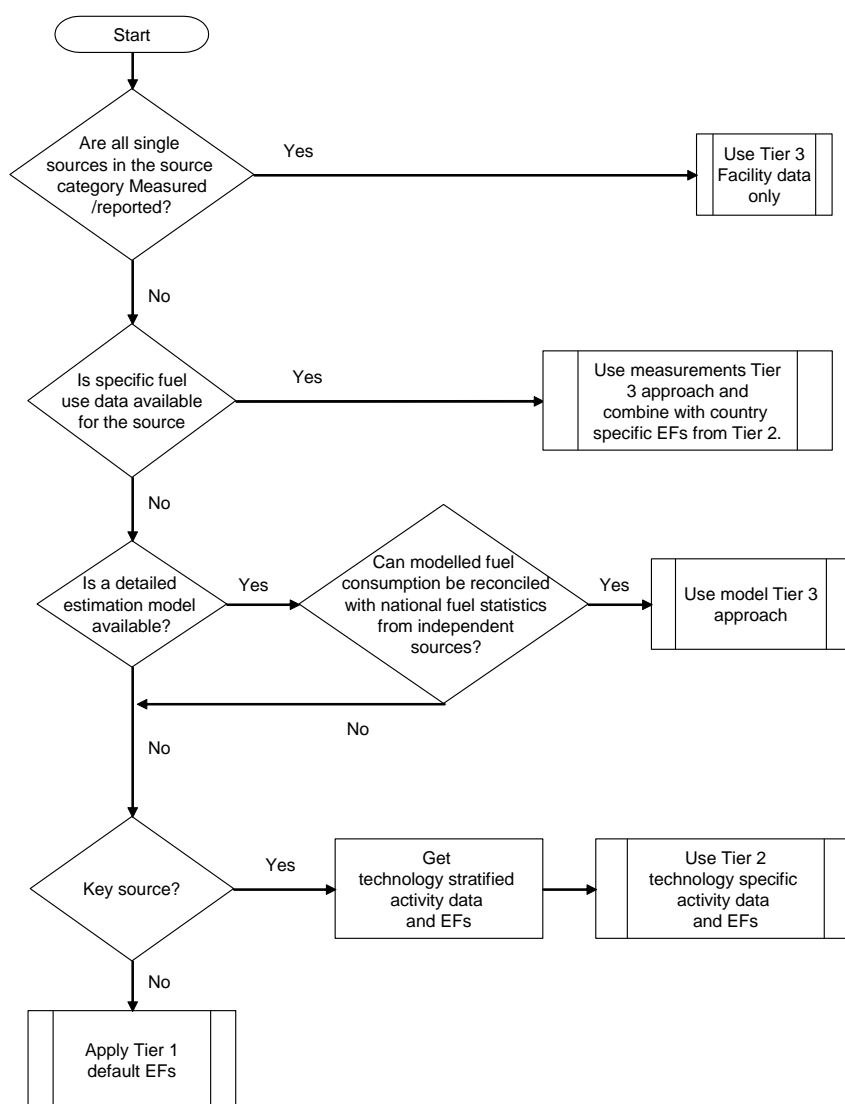 Start
Are all single
sources in the source
category Measured
/reported?
Yes
Use Tier 3
Facility data
only
No
Is specific fuel
use data available
for the source
Yes
Use measurements Tier
3 approach and
combine with country
specific EFs from Tier 2.
No
Is a detailed
estimation model
available?
Yes
Can modelled fuel
consumption be reconciled
with national fuel statistics
from independent
sources?
Yes
Use model Tier 3
approach
No
No
Key source?
Yes
Get
technology stratified
activity data
and EFs
Use Tier 2
technology specific
activity data
and EFs
No
Apply Tier 1
default EFs